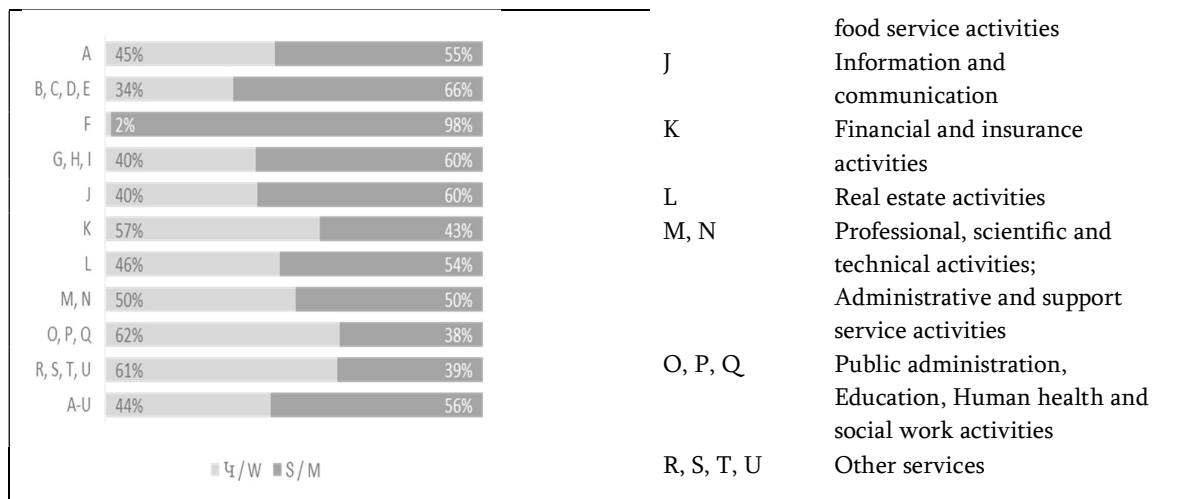 A 45% 55%
B, C, D, E 34% 66%
F 2% 98%
G, H, I 40% 60%
J 40% 60%
K 57% 43%
L 46% 54%
M, N 50% 50%
O, P, Q 62% 38%
R, S, T, U 61% 39%
A-U 44% 56%
Կ/W Տ/M
food service activities
J Information and
communication
K Financial and insurance
activities
L Real estate activities
M, N Professional, scientific and
technical activities;
Administrative and support
service activities
O, P, Q Public administration,
Education, Human health and
social work activities
R, S, T, U Other services